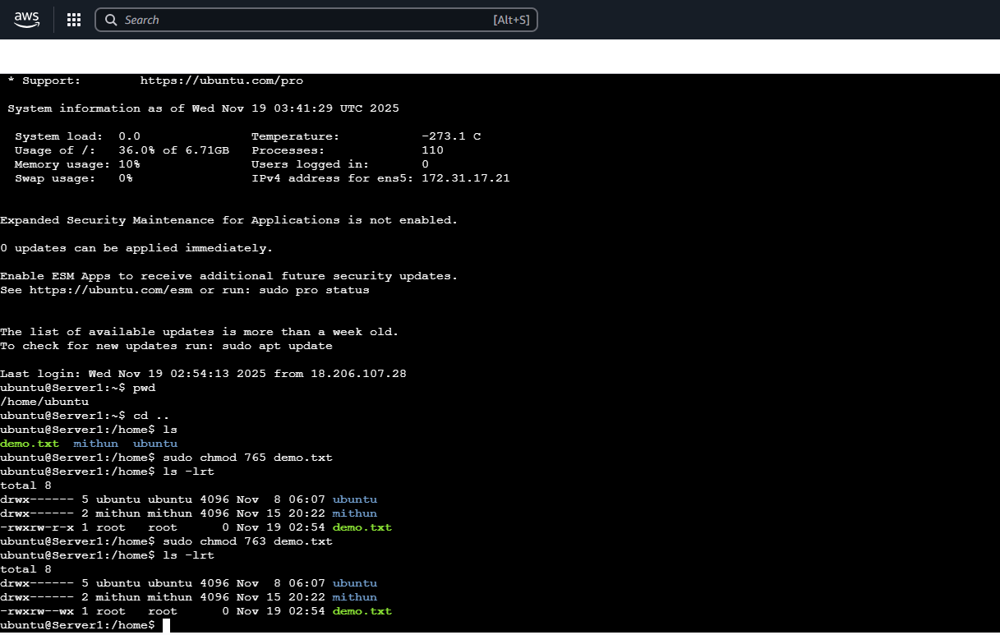 aws Search [Alt+S]
* Support: https://ubuntu.com/pro
System information as of Wed Nov 19 03:41:29 UTC 2025
System load: 0.0 Temperature: -273.1 C
Usage of /: 36.0% of 6.71GB Processes: 110
Memory usage: 10% Users logged in: 0
Swap usage: 0% IPv4 address for ens5: 172.31.17.21
Expanded Security Maintenance for Applications is not enabled.
0 updates can be applied immediately.
Enable ESM Apps to receive additional future security updates.
See https://ubuntu.com/esm or run: sudo pro status
The list of available updates is more than a week old.
To check for new updates run: sudo apt update
Last login: Wed Nov 19 02:54:13 2025 from 18.206.107.28
ubuntu@Server1:~$ pwd
/home/ubuntu
ubuntu@Server1:~$ cd ..
ubuntu@Server1:/home$ ls
demo.txt mithun ubuntu
ubuntu@Server1:/home$ sudo chmod 765 demo.txt
ubuntu@Server1:/home$ ls -lrt
total 8
drwx------ 5 ubuntu ubuntu 4096 Nov 8 06:07 ubuntu
drwx------ 2 mithun mithun 4096 Nov 15 20:22 mithun
-rwxrw-r-x 1 root root 0 Nov 19 02:54 demo.txt
ubuntu@Server1:/home$ sudo chmod 763 demo.txt
ubuntu@Server1:/home$ ls -lrt
total 8
drwx------ 5 ubuntu ubuntu 4096 Nov 8 06:07 ubuntu
drwx------ 2 mithun mithun 4096 Nov 15 20:22 mithun
-rwxrw--wx 1 root root 0 Nov 19 02:54 demo.txt
ubuntu@Server1:/home$